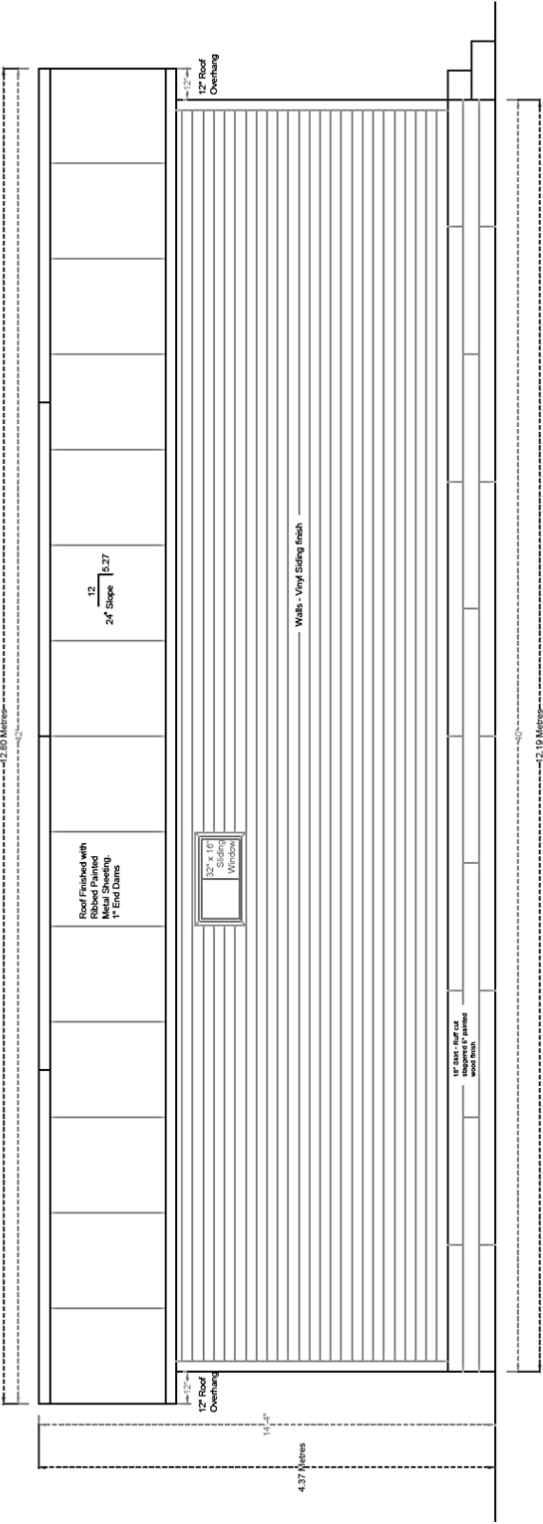 12.80 Metres
42'
12"
12" Roof
Overhang
12
5.27
24° Slope
Roof Finished with
Ribbed Painted
Metal Sheeting.
1" End Dams
32" x 16"
Sliding
Window
Walls - Vinyl Siding finish
18" Skirt - Ruff cut
staggered 6" painted
wood finish
12"
12" Roof
Overhang
14'-4"
4.37 Metres
40'
12.19 Metres